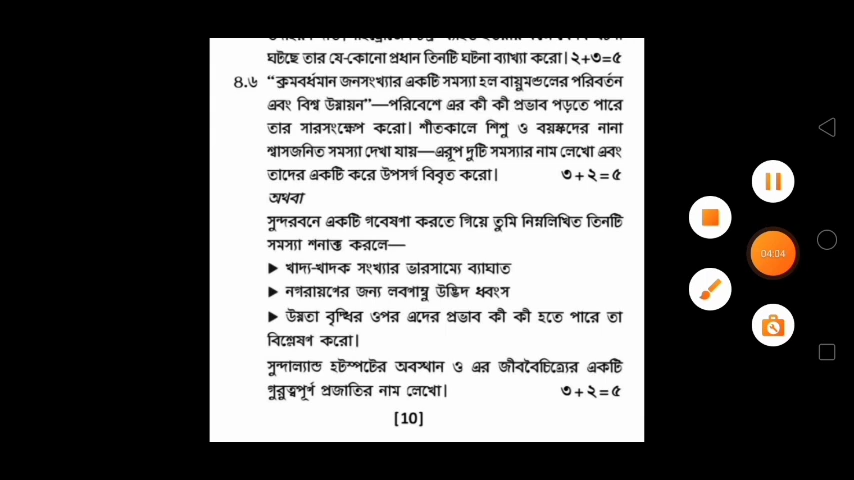 ঘটছে তার যে-কোনো প্রধান তিনটি ঘটনা ব্যাখ্যা করো। ২+৩=৫
৪.৬ “ক্রমবর্ধমান জনসংখ্যার একটি সমস্যা হল বায়ুমন্ডলের পরিবর্তন
এবং বিশ্ব উষ্ণায়ন”—পরিবেশে এর কী কী প্রভাব পড়তে পারে
তার সারসংক্ষেপ করো। শীতকালে শিশু ও বয়স্কদের নানা
শ্বাসজনিত সমস্যা দেখা যায়—এরূপ দুটি সমস্যার নাম লেখো এবং
তাদের একটি করে উপসর্গ বিবৃত করো। ৩+২=৫
অথবা
সুন্দরবনে একটি গবেষণা করতে গিয়ে তুমি নিম্নলিখিত তিনটি
সমস্যা শনাক্ত করলে—
▶ খাদ্য-খাদক সংখ্যার ভারসাম্যে ব্যাঘাত
▶ নগরায়ণের জন্য লবণাম্বু উদ্ভিদ ধ্বংস
▶ উষ্ণতা বৃদ্ধির ওপর এদের প্রভাব কী কী হতে পারে তা
বিশ্লেষণ করো।
সুন্দাল্যান্ড হটস্পটের অবস্থান ও এর জীববৈচিত্র্যের একটি
গুরুত্বপূর্ণ প্রজাতির নাম লেখো। ৩+২=৫
[10]
04:04